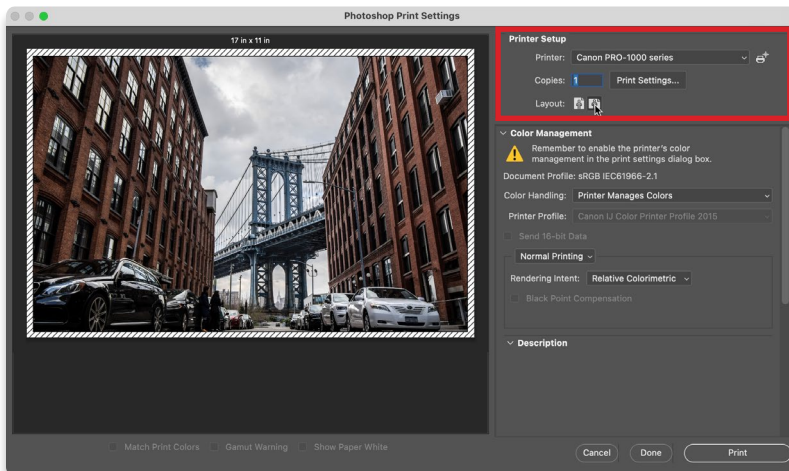 Photoshop Print Settings
17 in x 11 in
Printer Setup
Printer: Canon PRO-1000 series
Copies: 1 Print Settings...
Layout:
Color Management
Remember to enable the printer's color
management in the print settings dialog box.
Document Profile: sRGB IEC61966-2.1
Color Handling: Printer Manages Colors
Printer Profile: Canon IJ Color Printer Profile 2015
Send 16-bit Data
Normal Printing
Rendering Intent: Relative Colorimetric
Black Point Compensation
Description
Match Print Colors Gamut Warning Show Paper White
Cancel Done Print